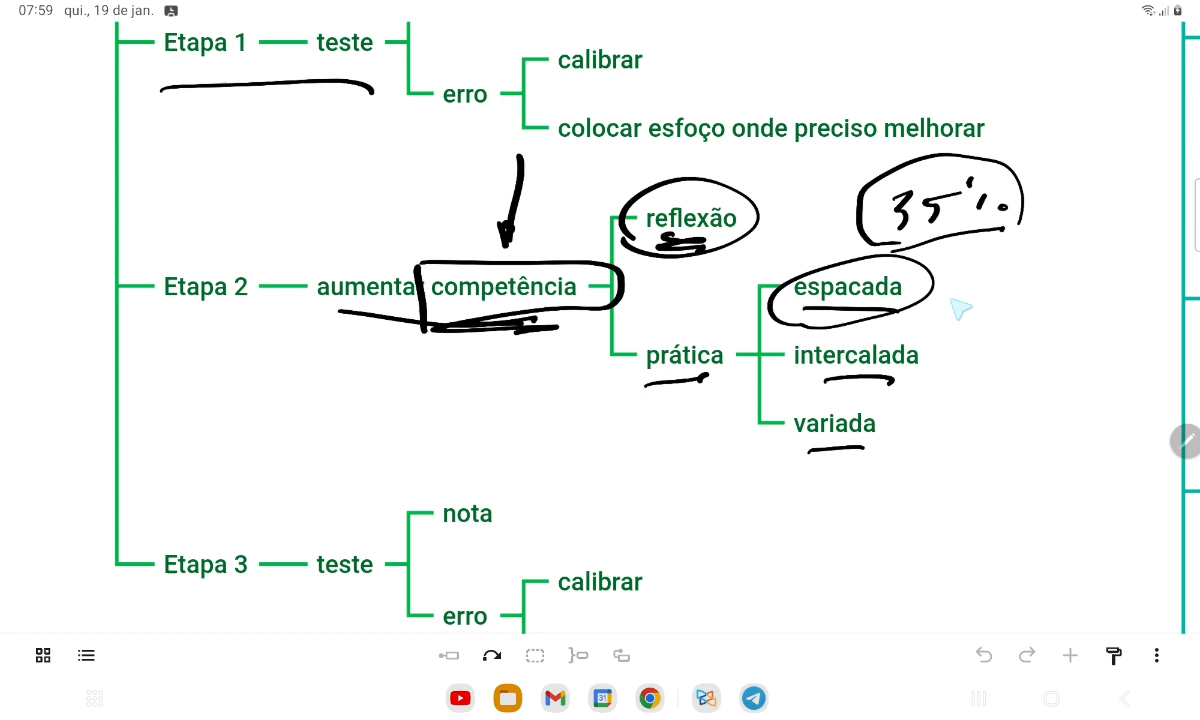 07:59 qui., 19 de jan.
Etapa 1 teste
calibrar
erro
colocar esfoço onde preciso melhorar
35%
reflexão
Etapa 2 aumenta competência
espacada
prática
intercalada
variada
nota
Etapa 3 teste
calibrar
erro
31